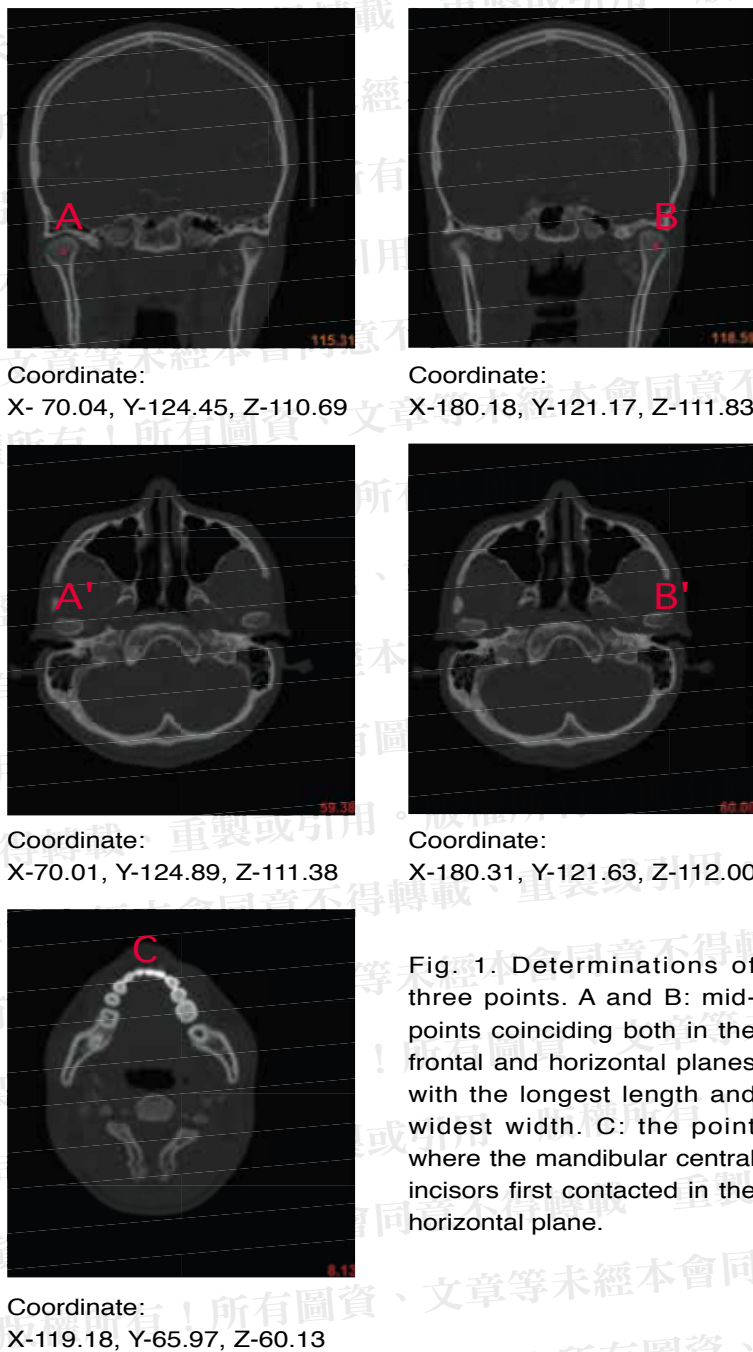 A
115.31
Coordinate:
X- 70.04, Y-124.45, Z-110.69
B
118.59
Coordinate:
X-180.18, Y-121.17, Z-111.83
A'
59.38
Coordinate:
X-70.01, Y-124.89, Z-111.38
B'
60.00
Coordinate:
X-180.31, Y-121.63, Z-112.00
C
8.13
Coordinate:
X-119.18, Y-65.97, Z-60.13
Fig. 1. Determinations of
three points. A and B: mid-
points coinciding both in the
frontal and horizontal planes
with the longest length and
widest width. C: the point
where the mandibular central
incisors first contacted in the
horizontal plane.